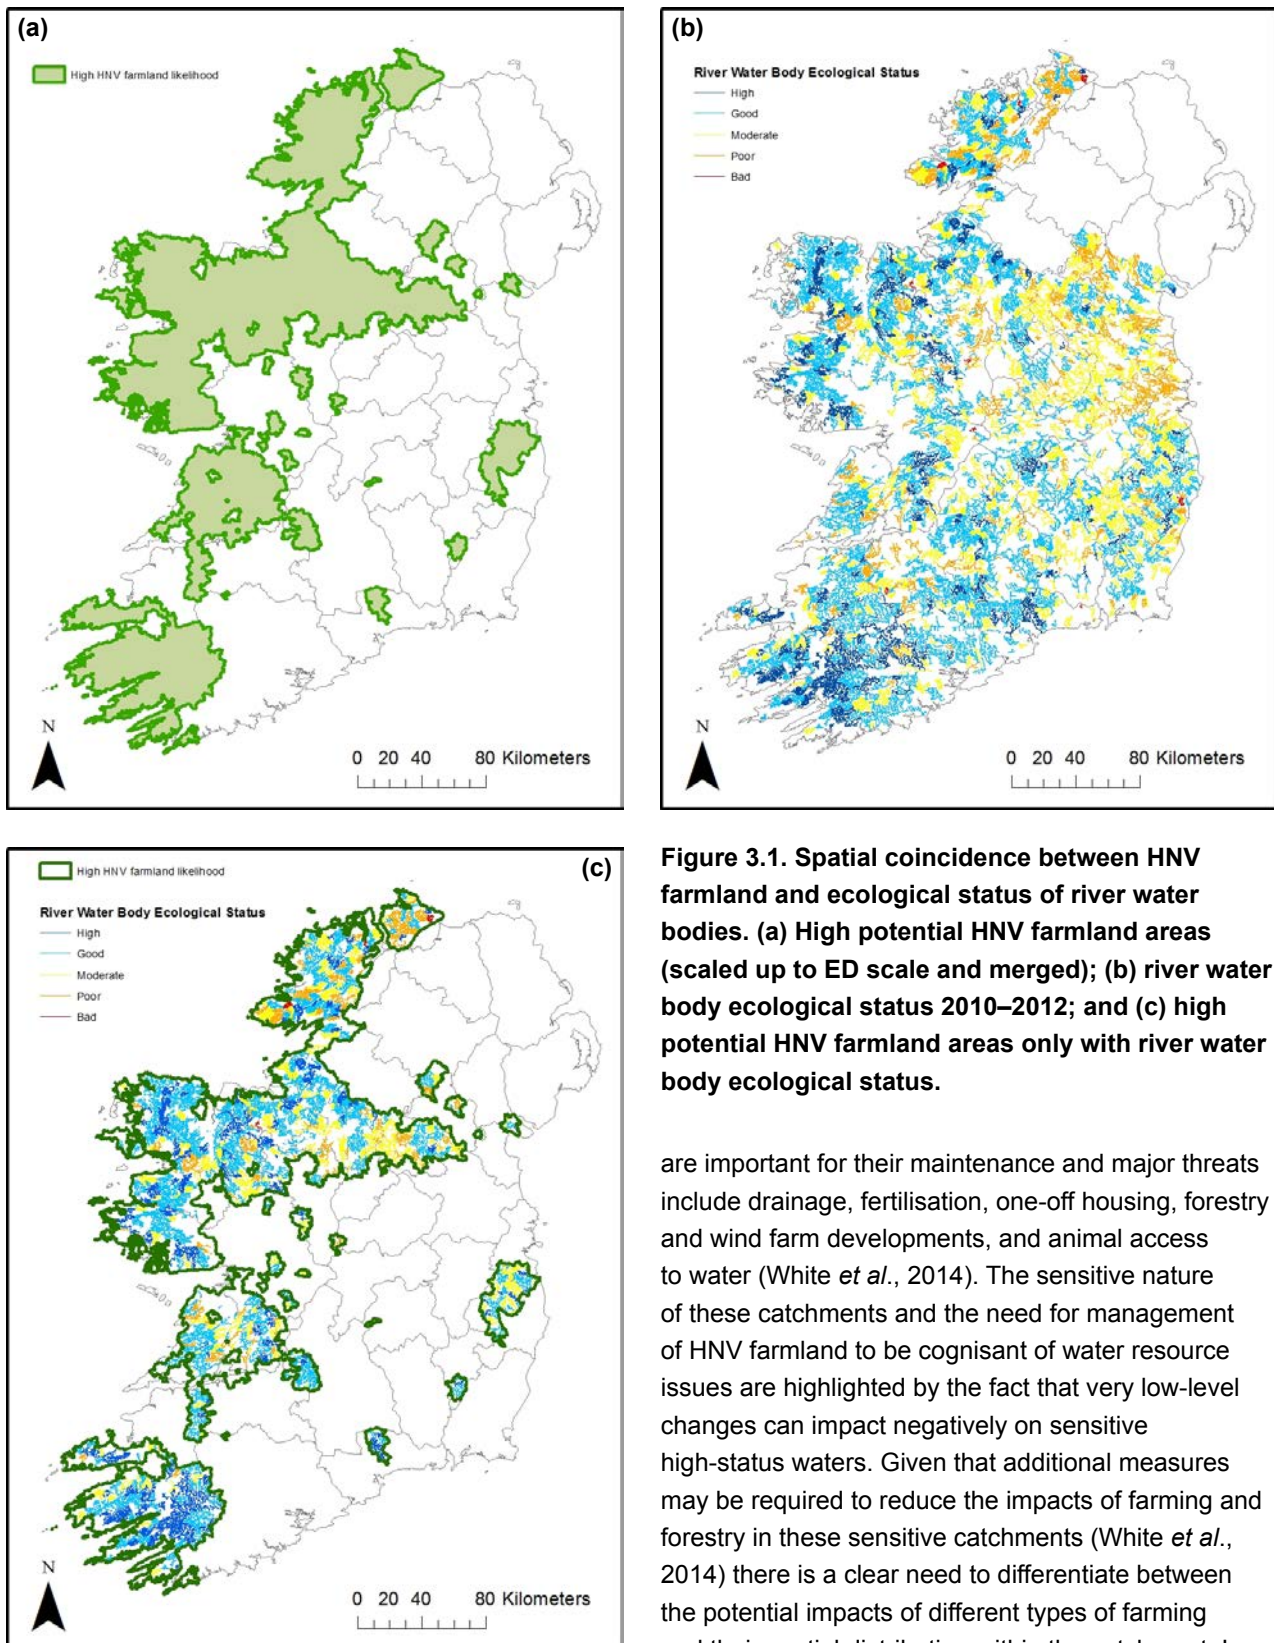 (a)
High HNV farmland likelihood
N
0 20 40 80 Kilometers
(b)
River Water Body Ecological Status
High
Good
Moderate
Poor
Bad
N
0 20 40 80 Kilometers
(c)
High HNV farmland likelihood
River Water Body Ecological Status
High
Good
Moderate
Poor
Bad
N
0 20 40 80 Kilometers
Figure 3.1. Spatial coincidence between HNV
farmland and ecological status of river water
bodies. (a) High potential HNV farmland areas
(scaled up to ED scale and merged); (b) river water
body ecological status 2010–2012; and (c) high
potential HNV farmland areas only with river water
body ecological status.
are important for their maintenance and major threats
include drainage, fertilisation, one-off housing, forestry
and wind farm developments, and animal access
to water (White et al., 2014). The sensitive nature
of these catchments and the need for management
of HNV farmland to be cognisant of water resource
issues are highlighted by the fact that very low-level
changes can impact negatively on sensitive
high-status waters. Given that additional measures
may be required to reduce the impacts of farming and
forestry in these sensitive catchments (White et al.,
2014) there is a clear need to differentiate between
the potential impacts of different types of farming